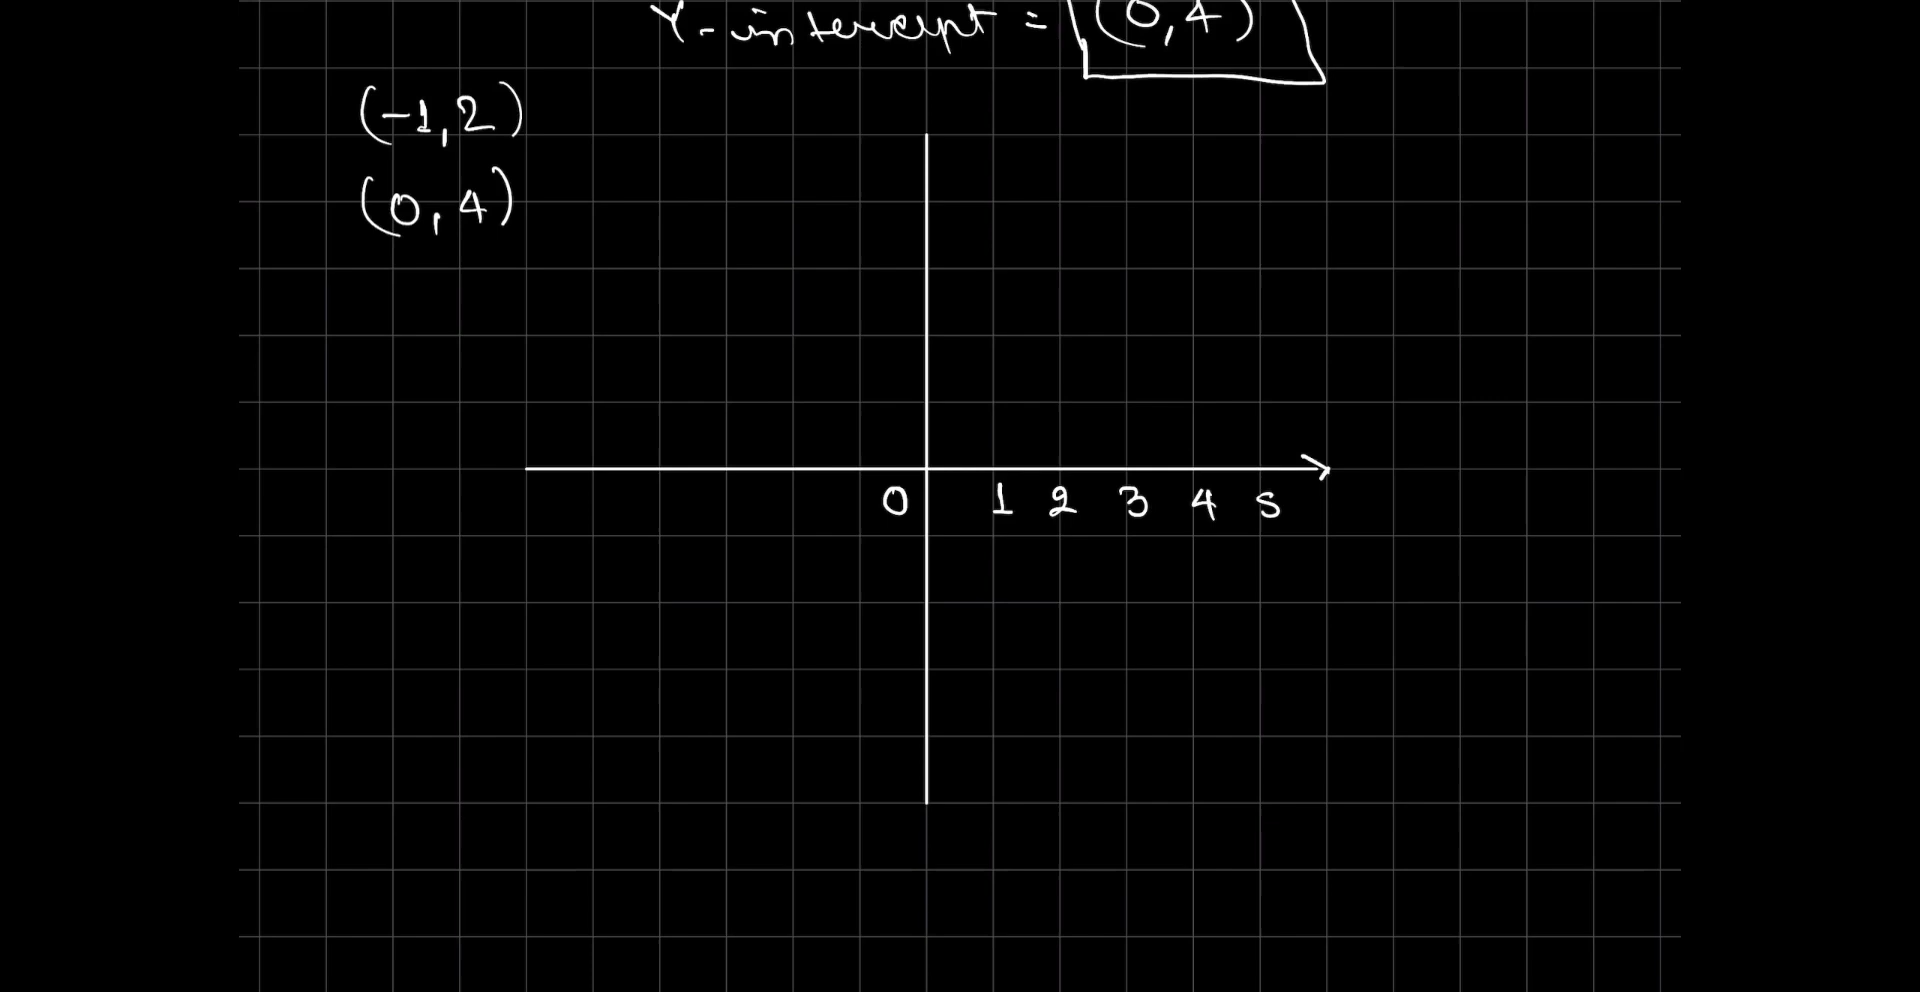 Y-intercept = (0,4)
(-1,2)
(0,4)
0 1 2 3 4 5